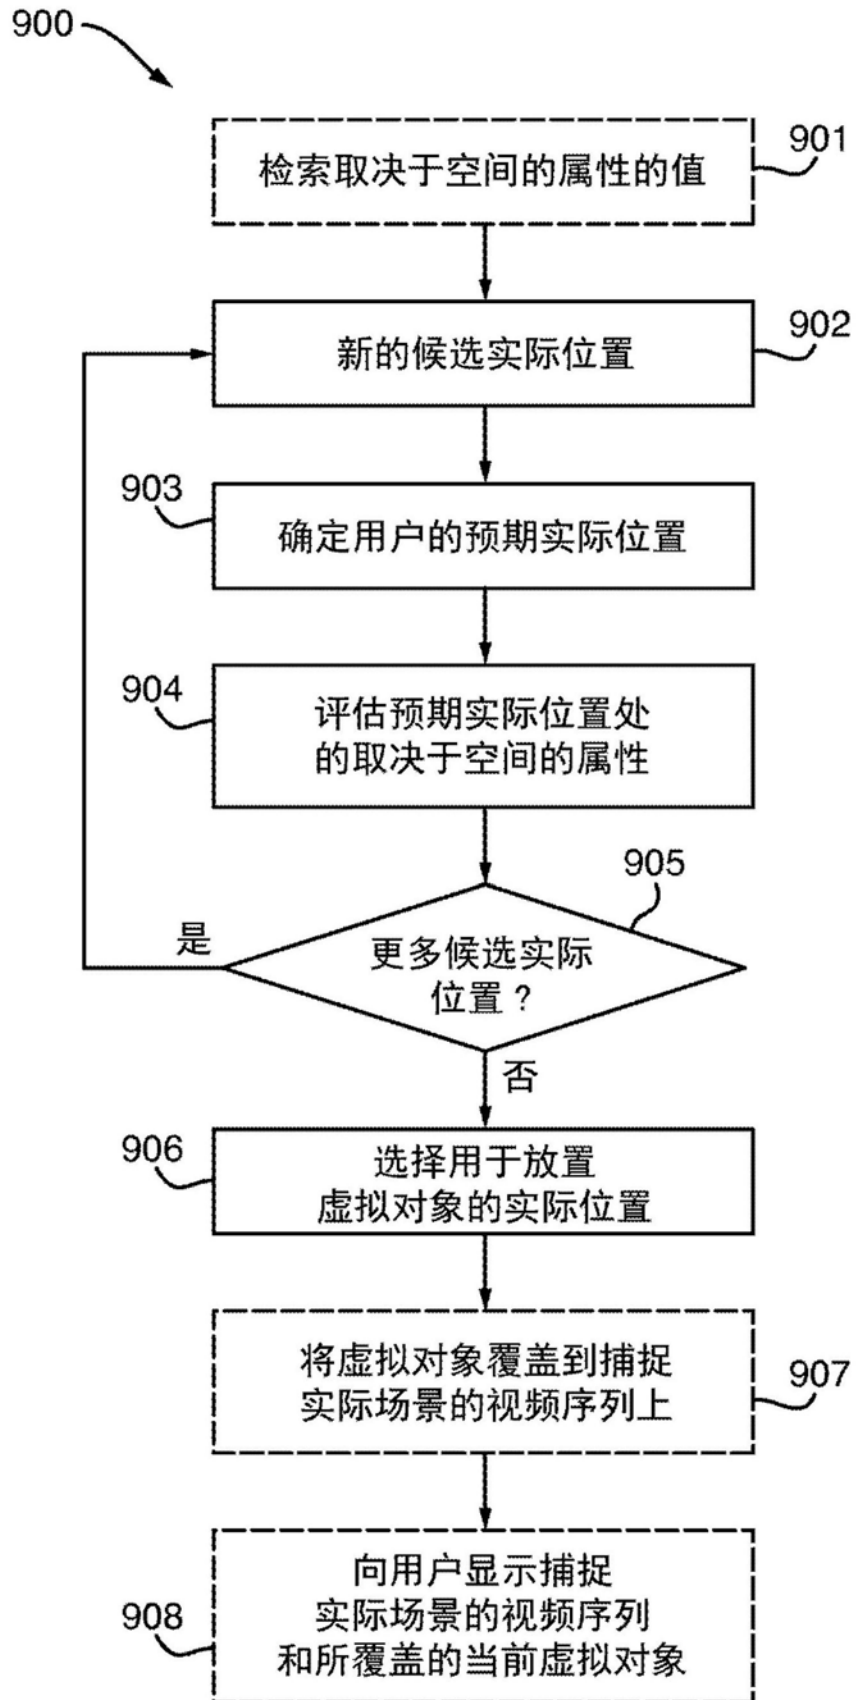 900
901
检索取决于空间的属性的值
902
新的候选实际位置
903
确定用户的预期实际位置
904
评估预期实际位置处
的取决于空间的属性
905
是
更多候选实际
位置？
否
906
选择用于放置
虚拟对象的实际位置
将虚拟对象覆盖到捕捉
实际场景的视频序列上
907
向用户显示捕捉
实际场景的视频序列
和所覆盖的当前虚拟对象
908